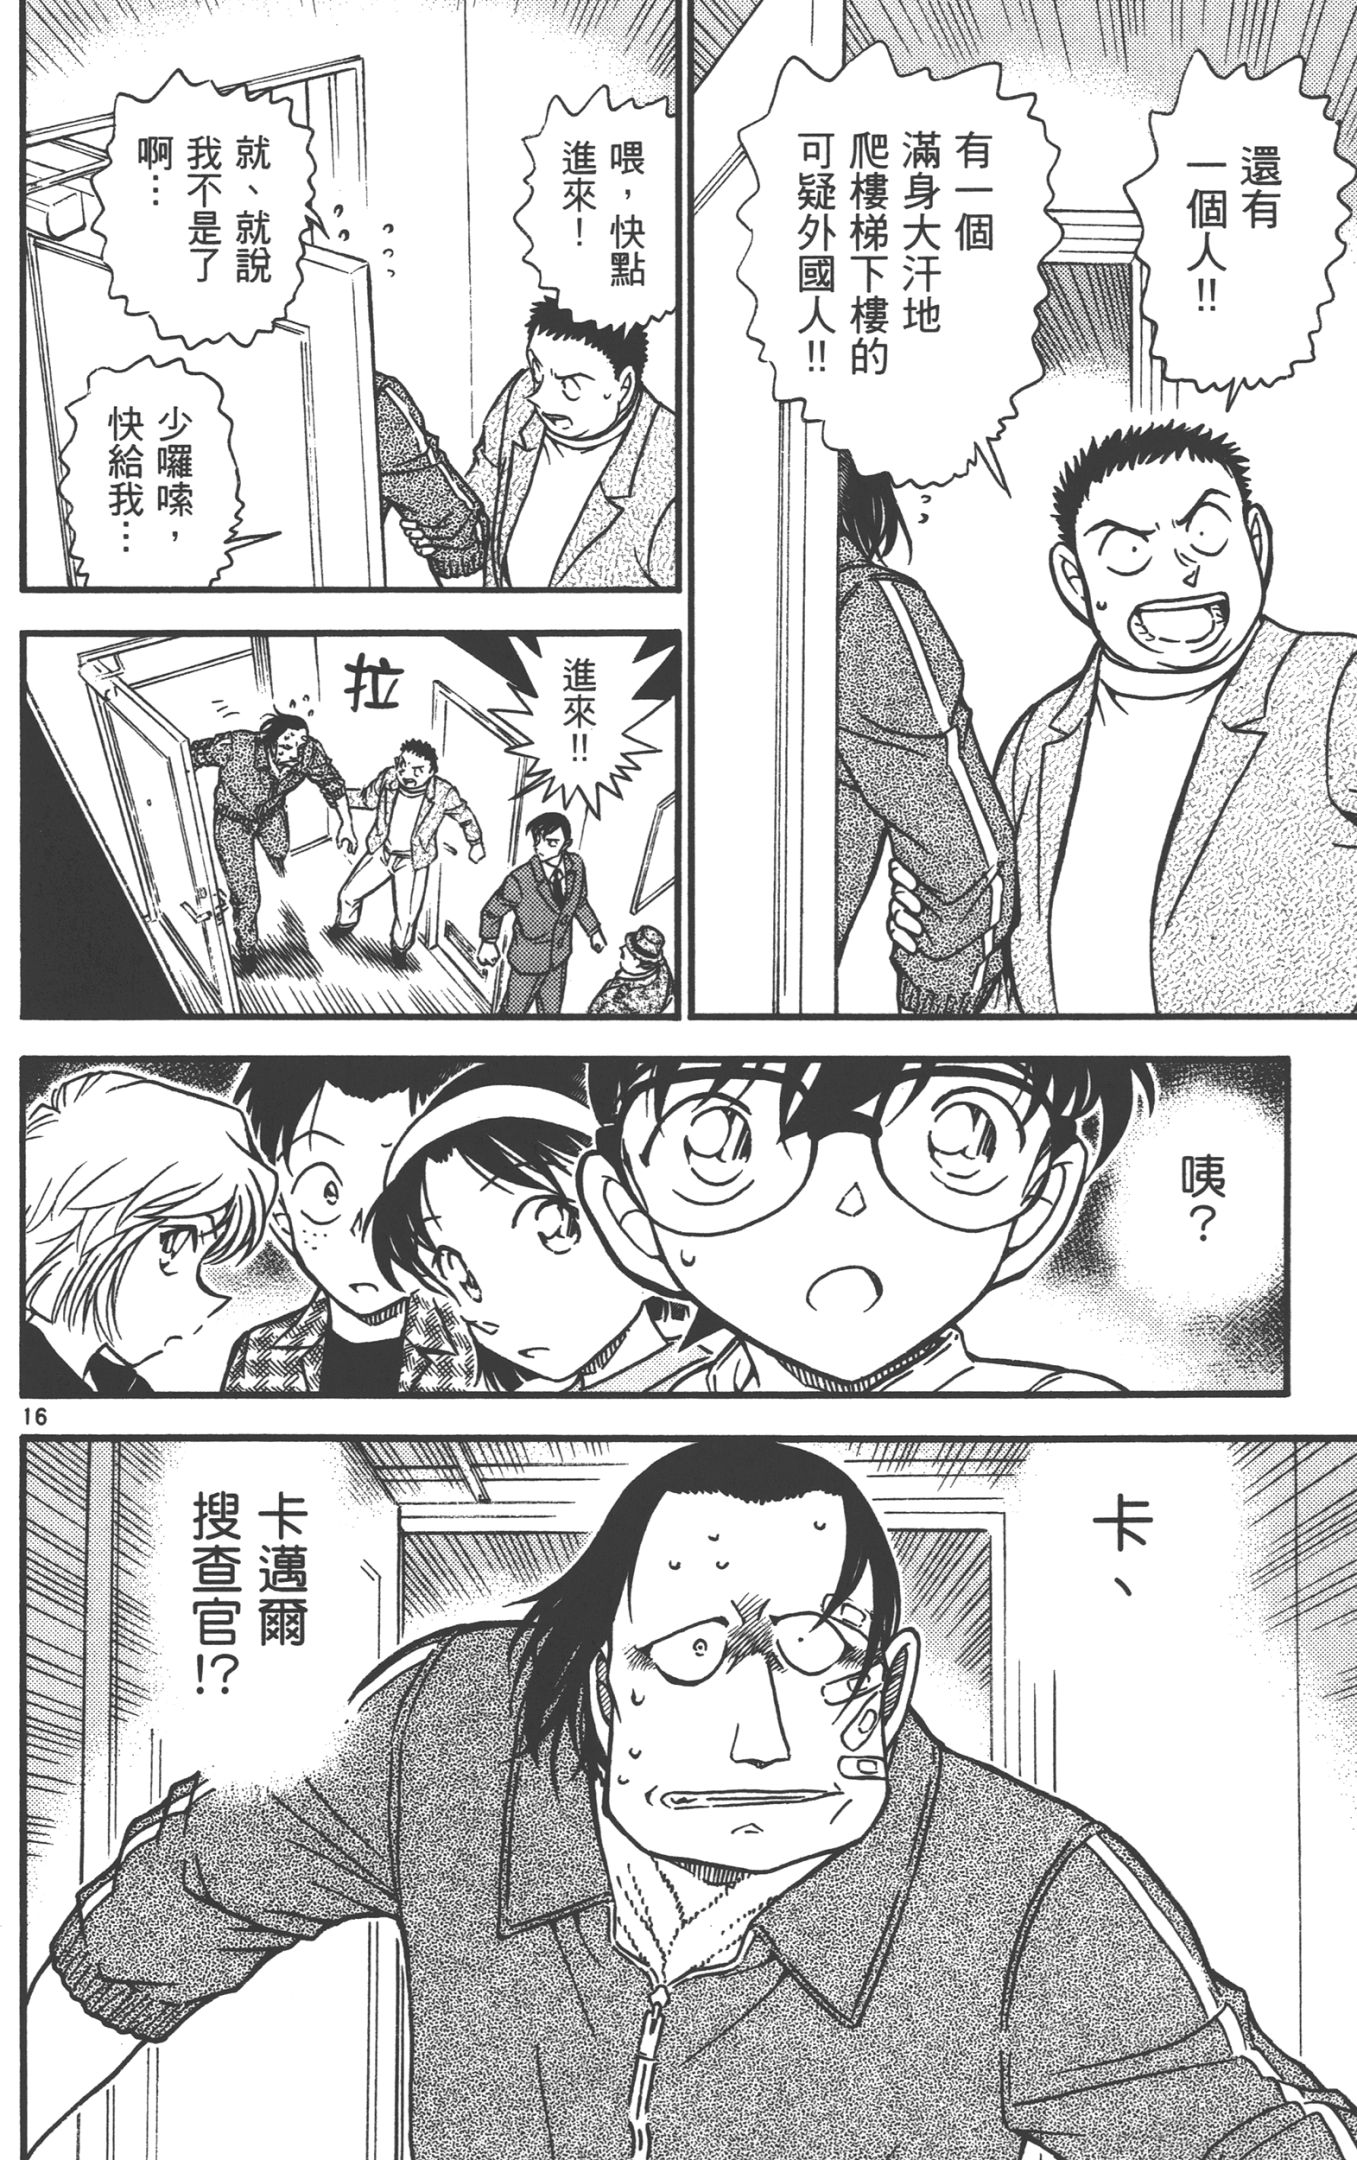 還有
一個人!!
有一個
滿身大汗地
爬樓梯下樓的
可疑外國人!!
喂，快點
進來！
就、就說
我不是了
啊…
少囉嗦，
快給我…
進來!!
拉
咦？
16
卡、
卡邁爾
搜查官!?